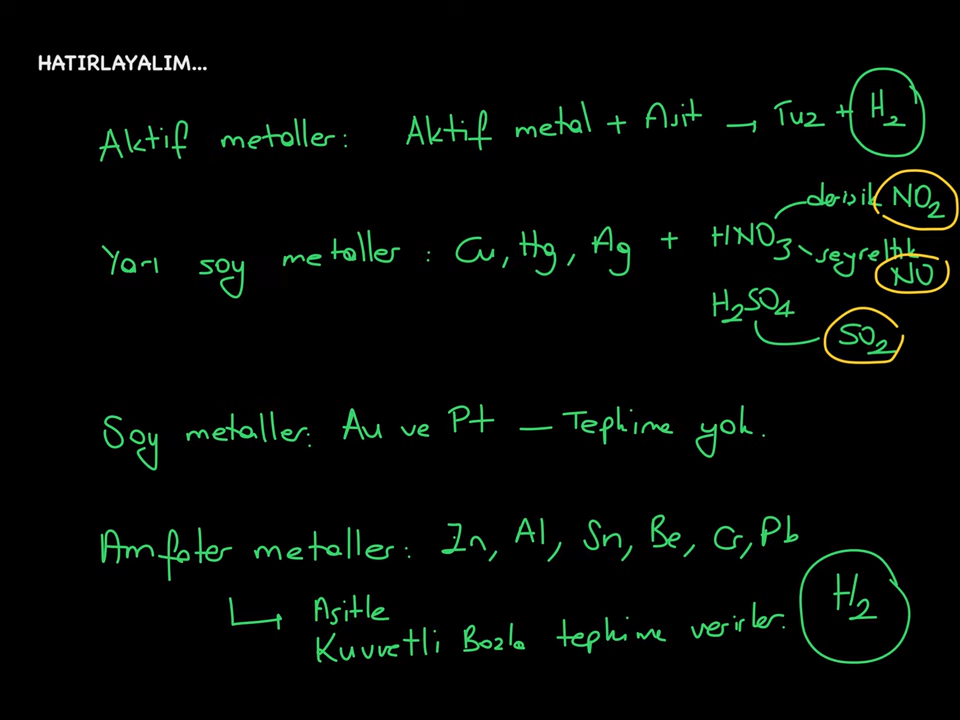 HATIRLAYALIM...
Aktif metaller: Aktif metal + Asit → Tuz + H₂
Yarı soy metaller : Cu, Hg, Ag + HNO₃ derişik NO₂
seyreltik NO
H₂SO₄ SO₂
Soy metaller: Au ve Pt — Tepkime yok.
Amfoter metaller: Zn, Al, Sn, Be, Cr, Pb
Asitle
Kuvvetli Bazla tepkime verirler. H₂